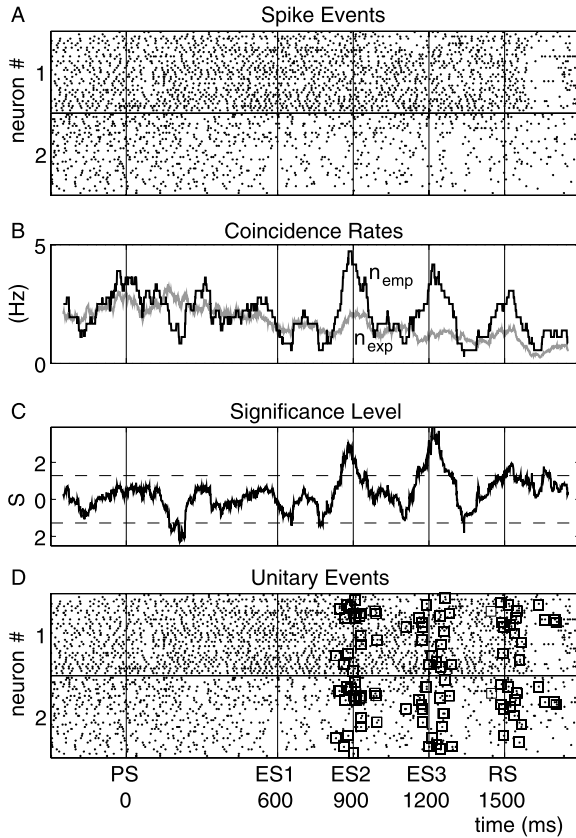 A
Spike Events
neuron #
1
2
B
Coincidence Rates
5
(Hz)
0
n_emp
n_exp
C
Significance Level
2
S 0
2
D
Unitary Events
neuron #
1
2
PS ES1 ES2 ES3 RS
0 600 900 1200 1500
time (ms)